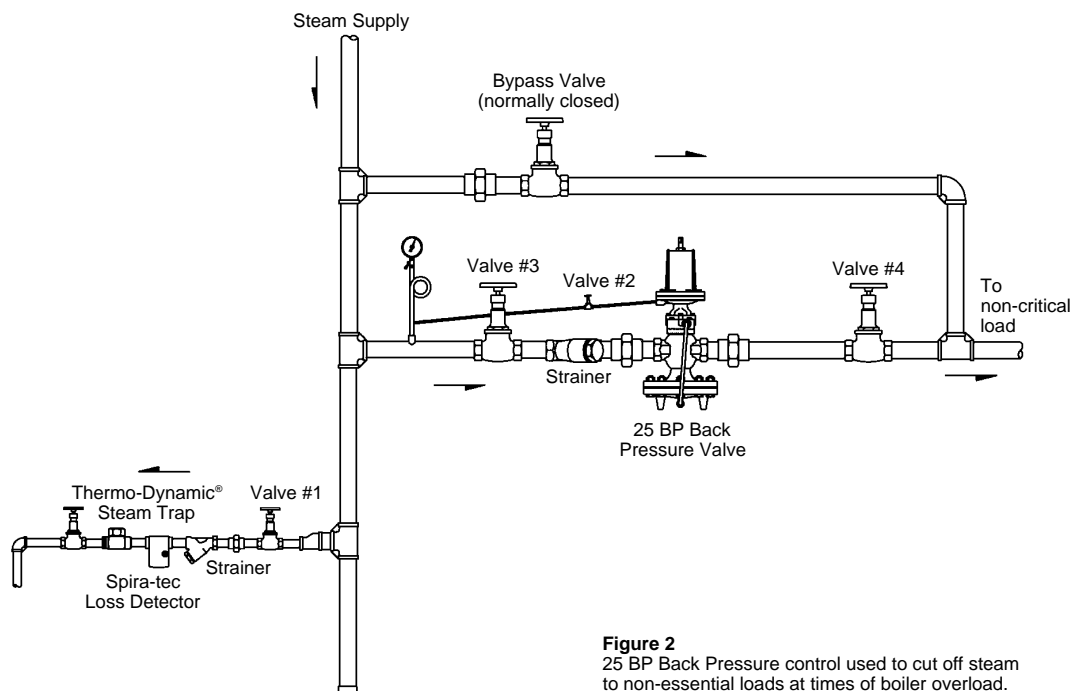 Steam Supply
Bypass Valve
(normally closed)
Valve #3
Valve #2
Valve #4
To
non-critical
load
Strainer
25 BP Back
Pressure Valve
Thermo-Dynamic®
Steam Trap
Valve #1
Strainer
Spira-tec
Loss Detector
Figure 2
25 BP Back Pressure control used to cut off steam
to non-essential loads at times of boiler overload.